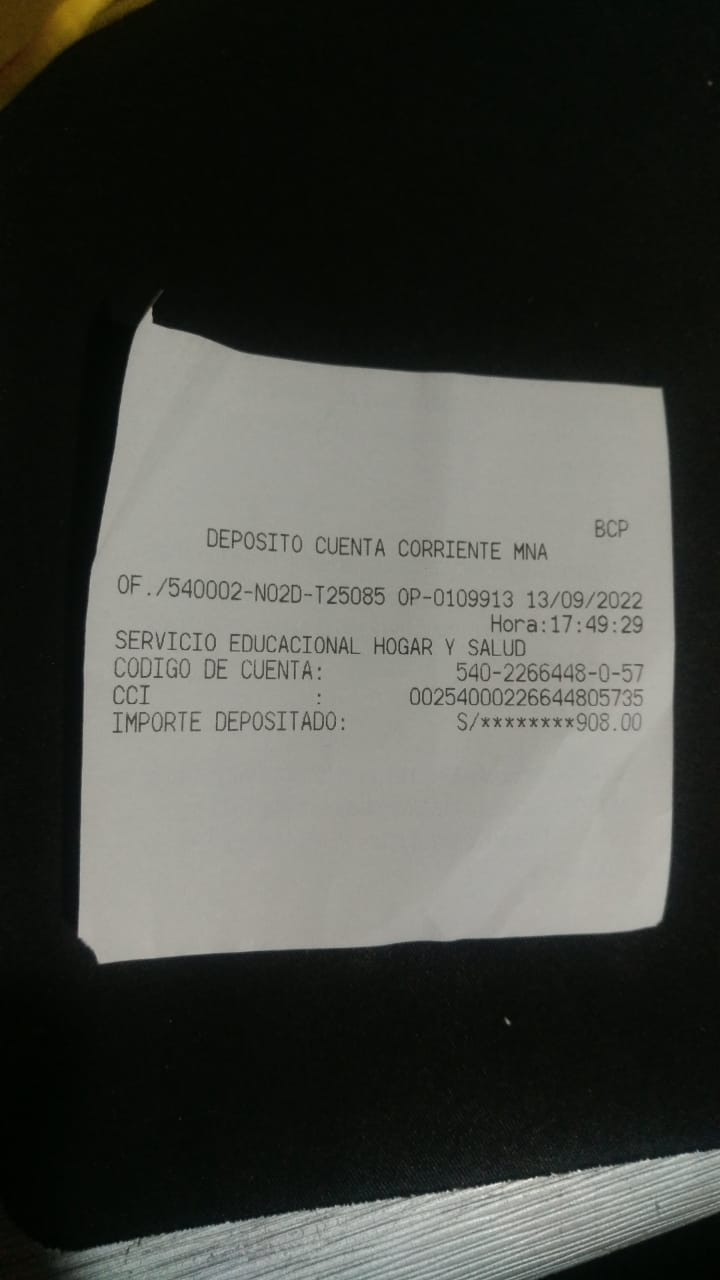 BCP
DEPOSITO CUENTA CORRIENTE MNA
OF./540002-N02D-T25085 OP-0109913 13/09/2022
Hora:17:49:29
SERVICIO EDUCACIONAL HOGAR Y SALUD
CODIGO DE CUENTA: 540-2266448-0-57
CCI : 00254000226644805735
IMPORTE DEPOSITADO: S/********908.00